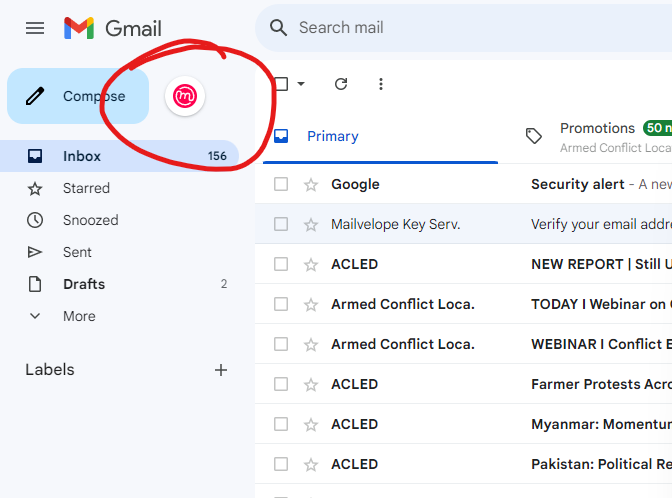 Gmail
Search mail
Compose
m
Primary
Promotions 50 n
Armed Conflict Loca
Inbox 156
Starred
Snoozed
Sent
Drafts 2
More
Labels
Google Security alert - A new
Mailvelope Key Serv. Verify your email addre
ACLED NEW REPORT | Still U
Armed Conflict Loca. TODAY I Webinar on
Armed Conflict Loca. WEBINAR I Conflict E
ACLED Farmer Protests Acro
ACLED Myanmar: Momentu
ACLED Pakistan: Political Re